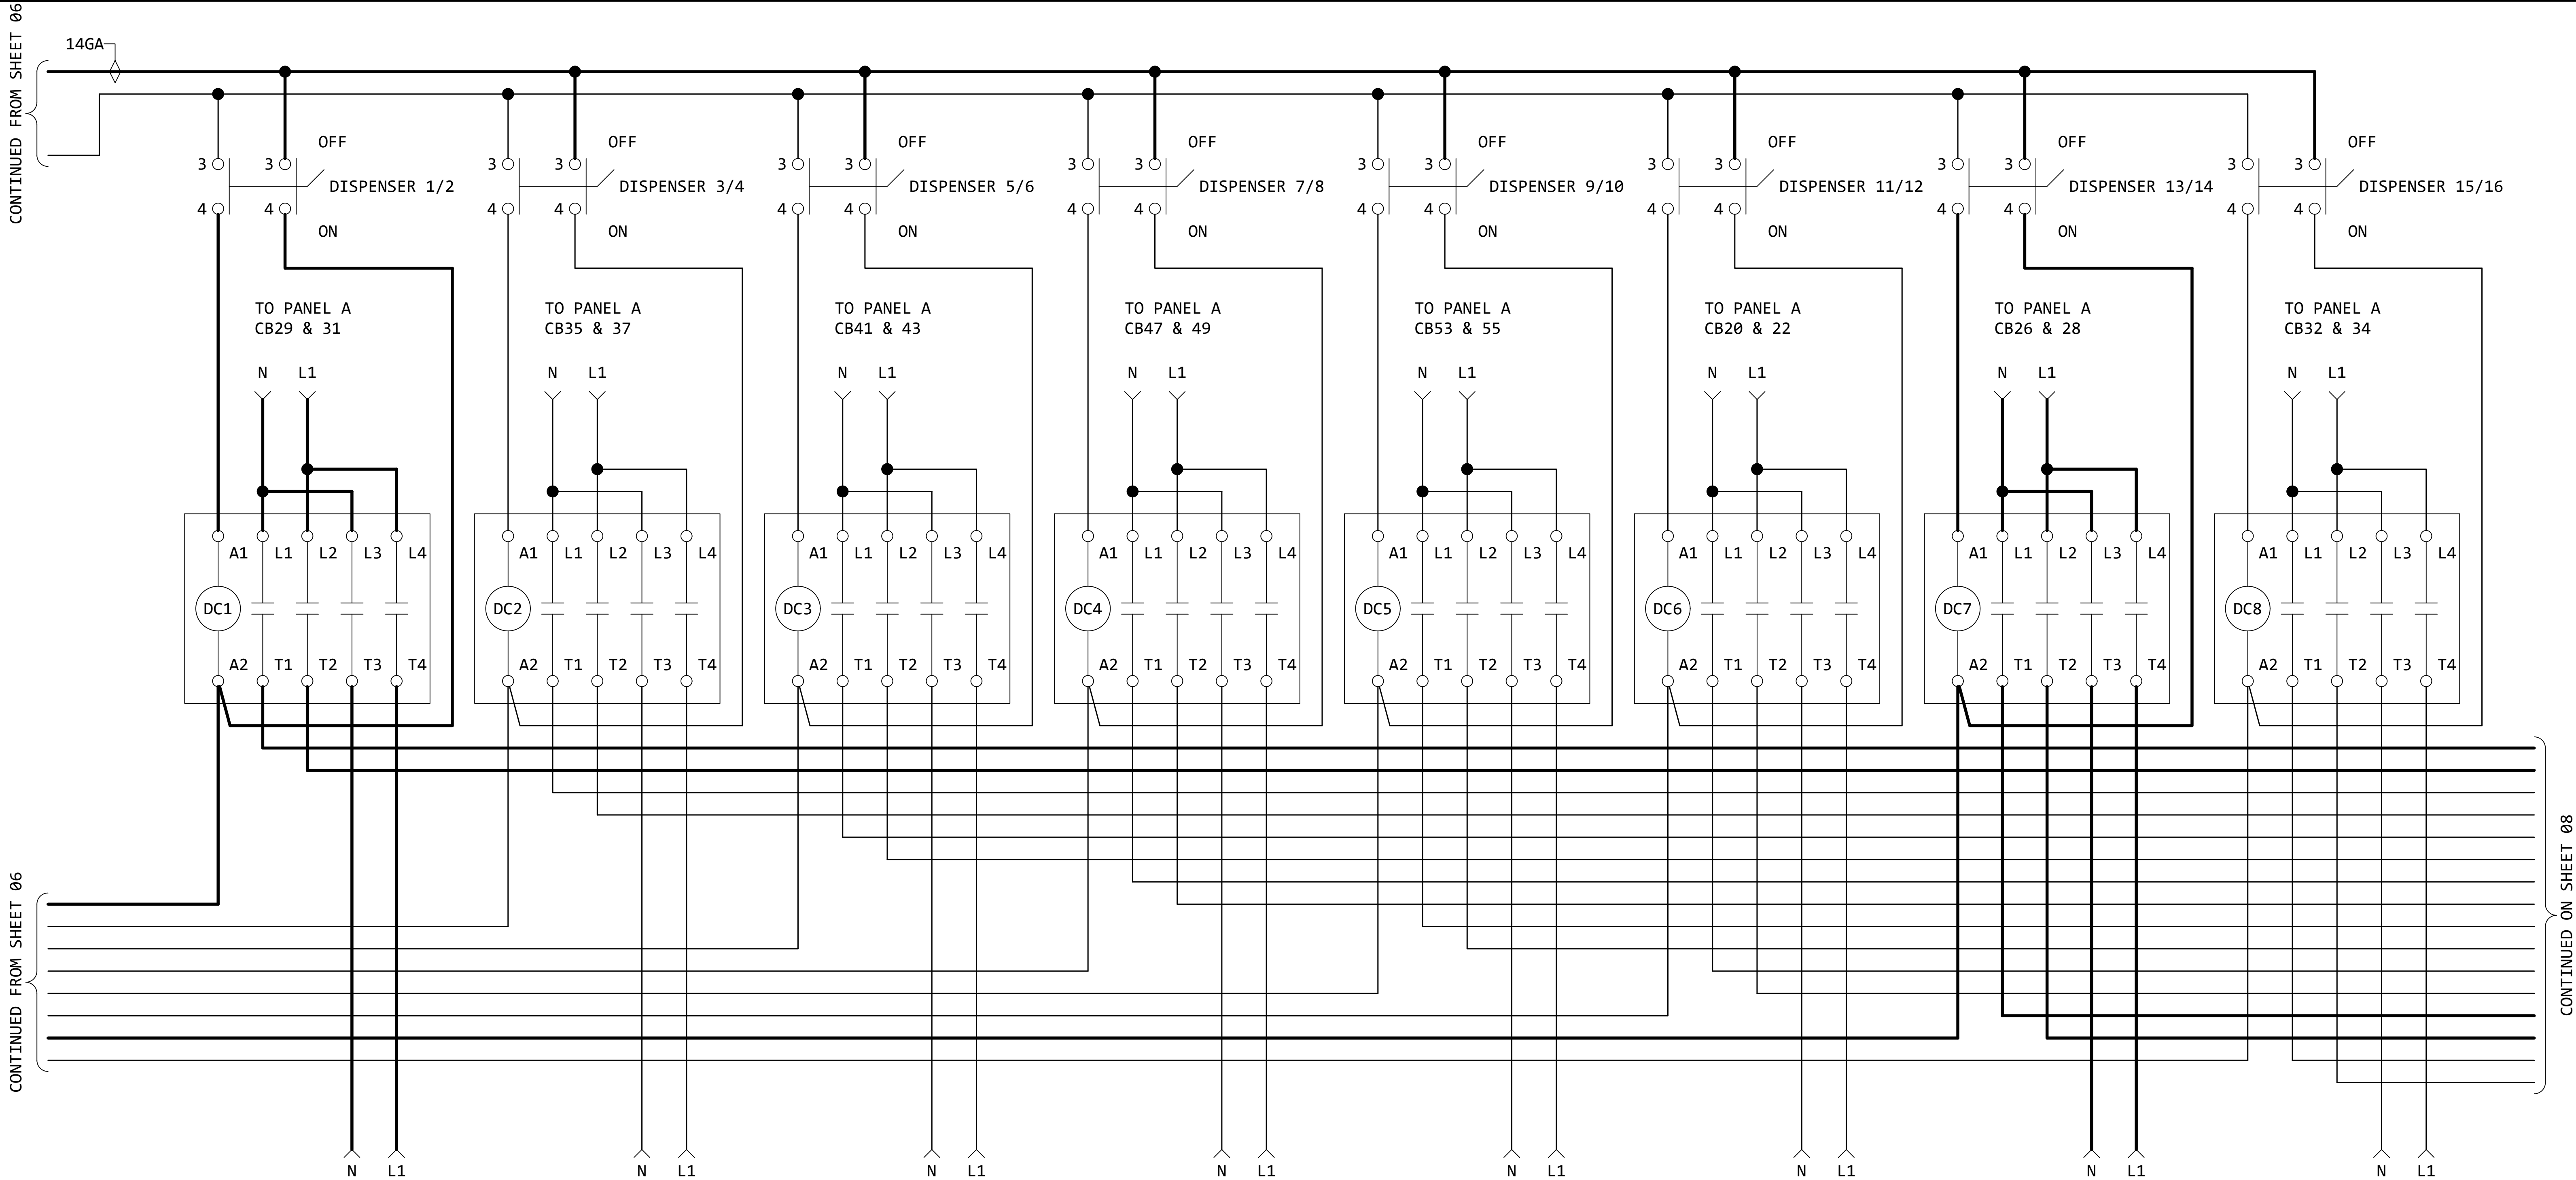 CONTINUED FROM SHEET 06
14GA
OFF OFF OFF OFF OFF OFF OFF OFF
3 3 3 3 3 3 3 3 3 3 3 3 3 3 3 3
DISPENSER 1/2 DISPENSER 3/4 DISPENSER 5/6 DISPENSER 7/8 DISPENSER 9/10 DISPENSER 11/12 DISPENSER 13/14 DISPENSER 15/16
4 4 4 4 4 4 4 4 4 4 4 4 4 4 4 4
ON ON ON ON ON ON ON ON
TO PANEL A TO PANEL A TO PANEL A TO PANEL A TO PANEL A TO PANEL A TO PANEL A TO PANEL A
CB29 & 31 CB35 & 37 CB41 & 43 CB47 & 49 CB53 & 55 CB20 & 22 CB26 & 28 CB32 & 34
N L1 N L1 N L1 N L1 N L1 N L1 N L1 N L1
A1 L1 L2 L3 L4 A1 L1 L2 L3 L4 A1 L1 L2 L3 L4 A1 L1 L2 L3 L4 A1 L1 L2 L3 L4 A1 L1 L2 L3 L4 A1 L1 L2 L3 L4 A1 L1 L2 L3 L4
DC1 DC2 DC3 DC4 DC5 DC6 DC7 DC8
A2 T1 T2 T3 T4 A2 T1 T2 T3 T4 A2 T1 T2 T3 T4 A2 T1 T2 T3 T4 A2 T1 T2 T3 T4 A2 T1 T2 T3 T4 A2 T1 T2 T3 T4 A2 T1 T2 T3 T4
CONTINUED FROM SHEET 06
CONTINUED ON SHEET 08
N L1 N L1 N L1 N L1 N L1 N L1 N L1 N L1